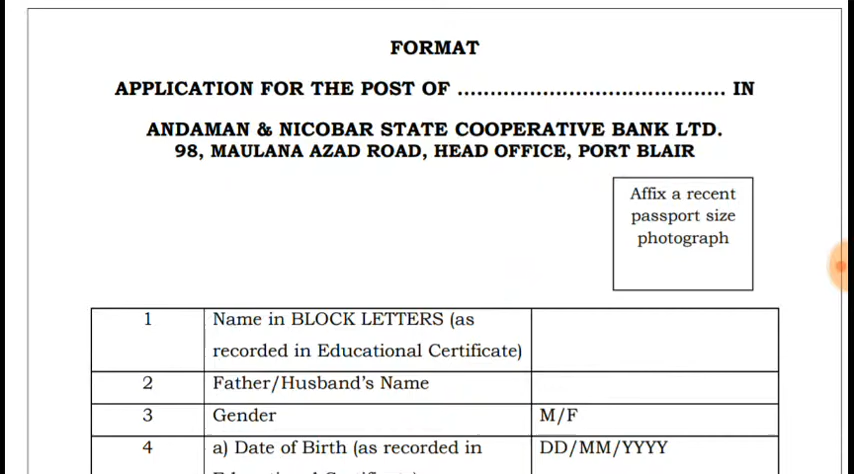 FORMAT
APPLICATION FOR THE POST OF ......................................... IN
ANDAMAN & NICOBAR STATE COOPERATIVE BANK LTD.
98, MAULANA AZAD ROAD, HEAD OFFICE, PORT BLAIR
Affix a recent
passport size
photograph
1 Name in BLOCK LETTERS (as
recorded in Educational Certificate)
2 Father/Husband's Name
3 Gender M/F
4 a) Date of Birth (as recorded in DD/MM/YYYY